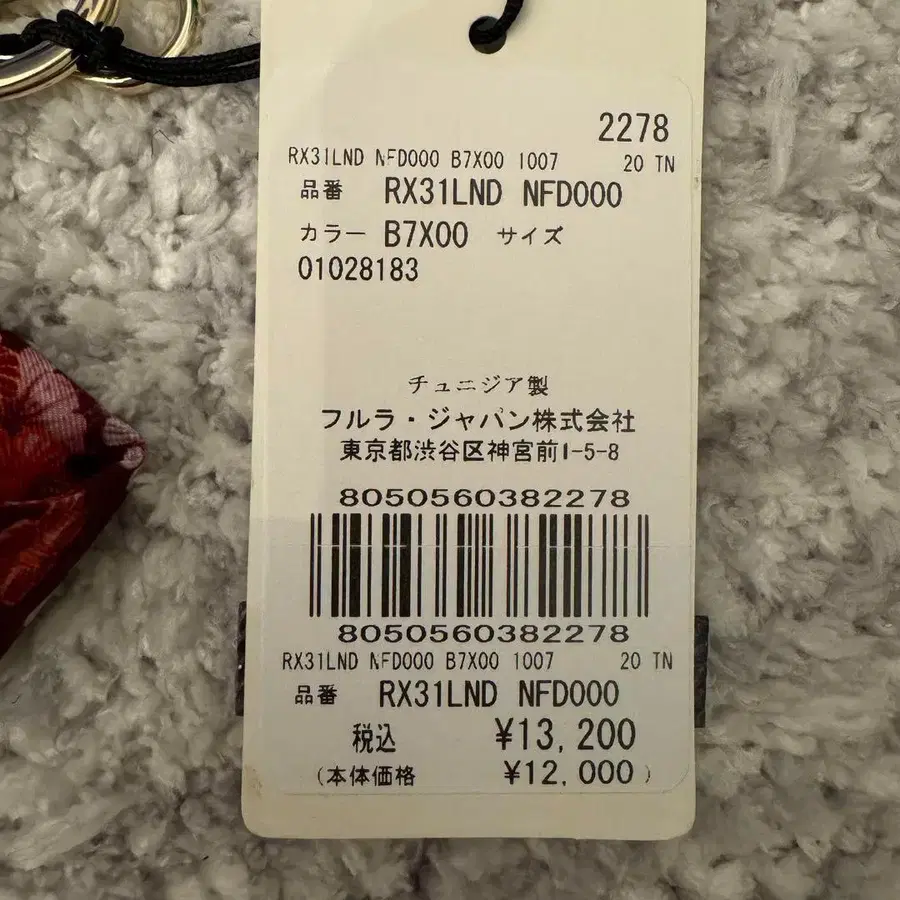 2278
RX31LND NFD000 B7X00 1007 20 TN
品番 RX31LND NFD000
カラー B7X00 サイズ
01028183
チュニジア製
フルラ・ジャパン株式会社
東京都渋谷区神宮前1-5-8
8050560382278
8050560382278
RX31LND NFD000 B7X00 1007 20 TN
品番 RX31LND NFD000
税込 ¥13,200
(本体価格 ¥12,000)